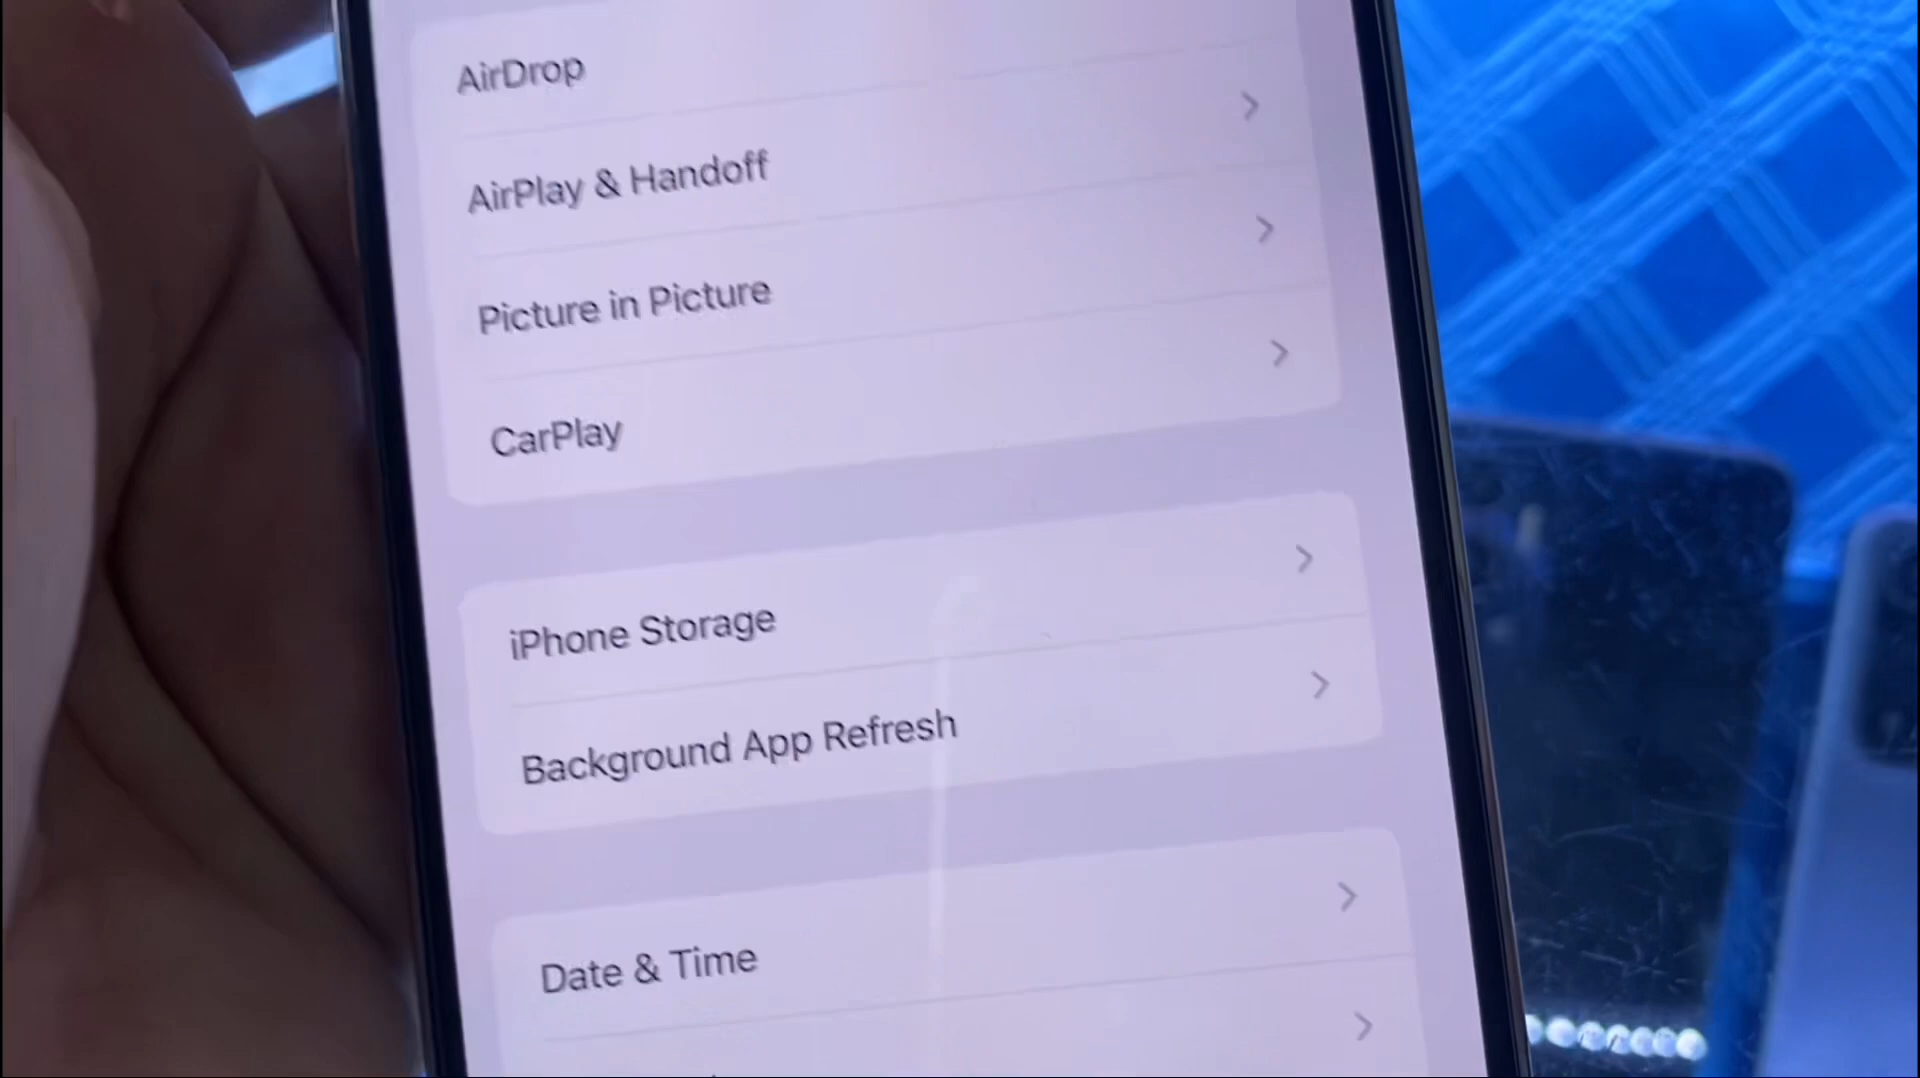 AirDrop
AirPlay & Handoff
Picture in Picture
CarPlay
iPhone Storage
Background App Refresh
Date & Time